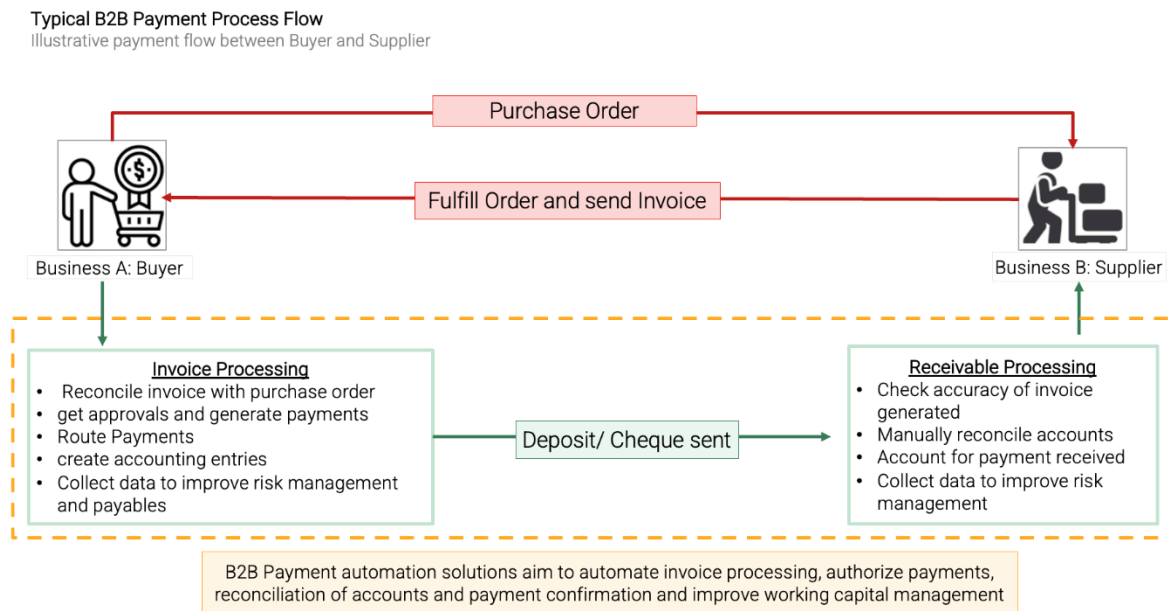 Typical B2B Payment Process Flow
Illustrative payment flow between Buyer and Supplier
Purchase Order
Fulfill Order and send Invoice
Business A: Buyer
Business B: Supplier
Invoice Processing
• Reconcile invoice with purchase order
• get approvals and generate payments
• Route Payments
• create accounting entries
• Collect data to improve risk management
and payables
Deposit/ Cheque sent
Receivable Processing
• Check accuracy of invoice
generated
• Manually reconcile accounts
• Account for payment received
• Collect data to improve risk
management
B2B Payment automation solutions aim to automate invoice processing, authorize payments,
reconciliation of accounts and payment confirmation and improve working capital management